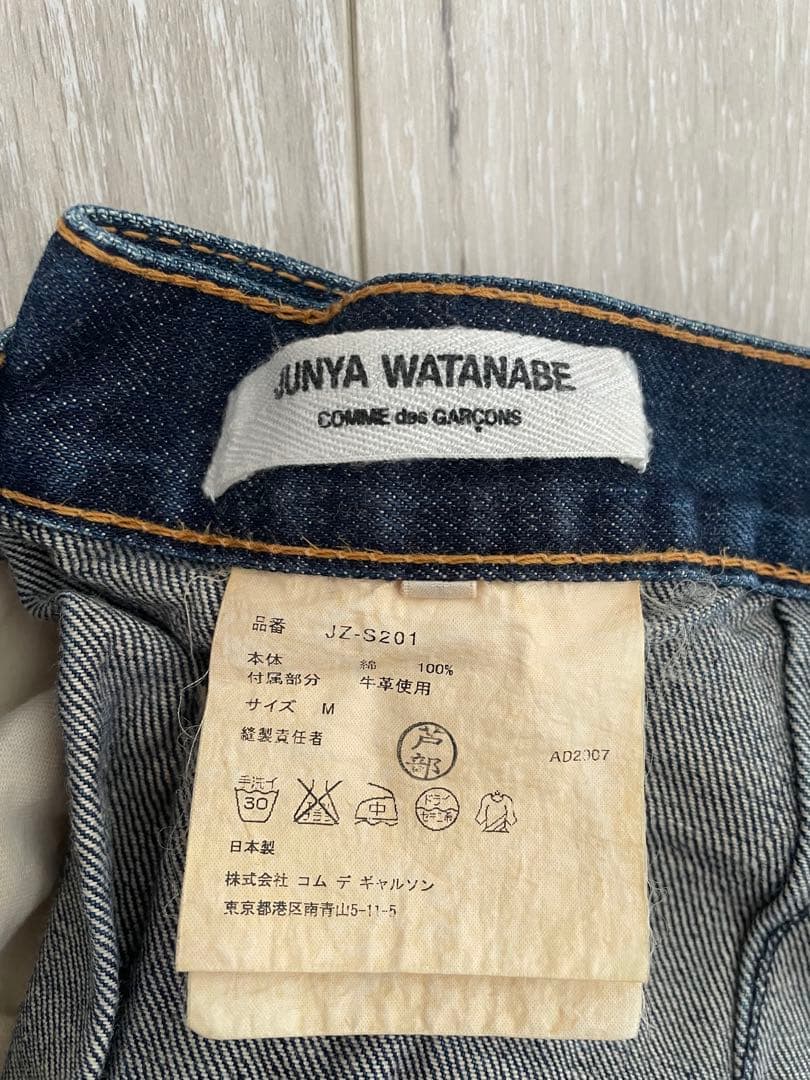 JUNYA WATANABE
COMME des GARÇONS
品番 JZ-S201
本体 綿 100%
付属部分 牛革使用
サイズ M
縫製責任者
芦部
AD2007
手洗イ
30
中
ドライ
セキユ系
日本製
株式会社 コム デ ギャルソン
東京都港区南青山5-11-5